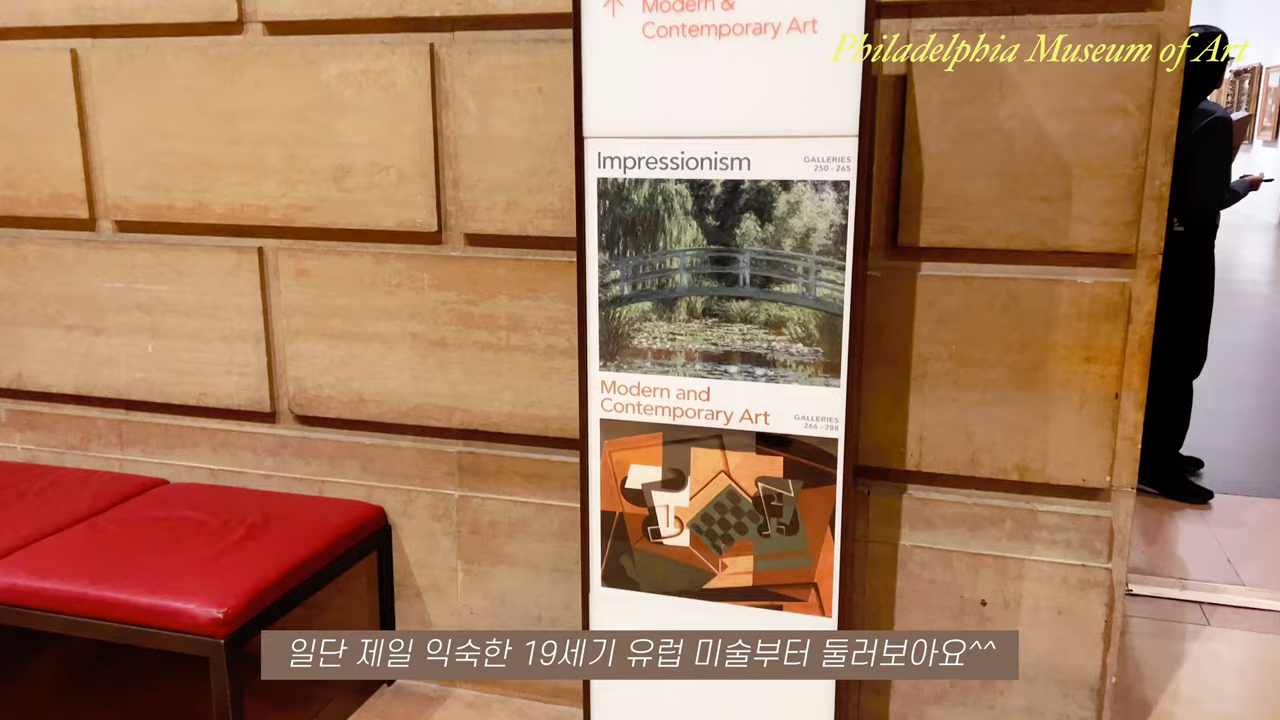 Modern &
Contemporary Art
Philadelphia Museum of Art
Impressionism
GALLERIES
250 - 265
Modern and
Contemporary Art
GALLERIES
266 - 288
일단 제일 익숙한 19세기 유럽 미술부터 둘러보아요^^